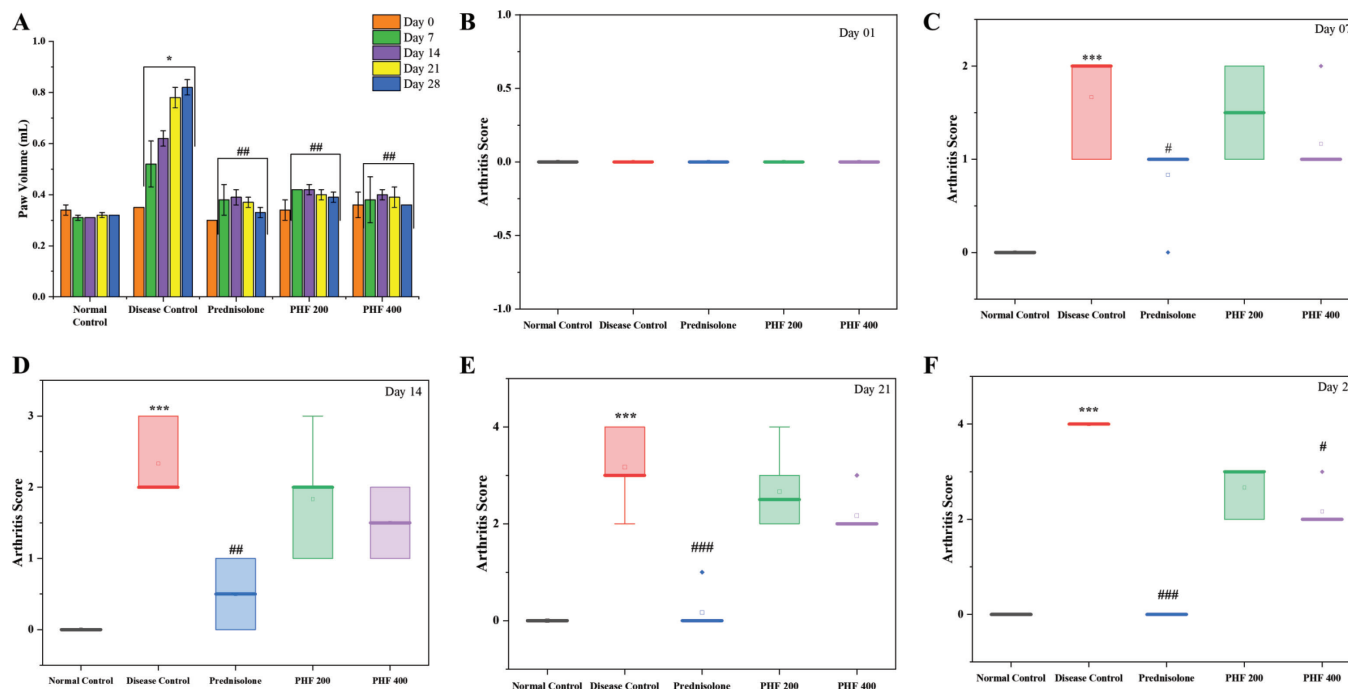 A
Day 0
Day 7
Day 14
Day 21
Day 28
Paw Volume (mL)
1.0
0.8
0.6
0.4
0.2
0.0
*
##
##
##
Normal
Control
Disease Control
Prednisolone
PHF 200
PHF 400
B
Day 01
Arthritis Score
1.0
0.5
0.0
-0.5
-1.0
Normal Control
Disease Control
Prednisolone
PHF 200
PHF 400
C
Day 07
Arthritis Score
2
1
0
***
#
Normal Control
Disease Control
Prednisolone
PHF 200
PHF 400
D
Day 14
Arthritis Score
3
2
1
0
***
##
Normal Control
Disease Control
Prednisolone
PHF 200
PHF 400
E
Day 21
Arthritis Score
4
2
0
***
###
Normal Control
Disease Control
Prednisolone
PHF 200
PHF 400
F
Day 2
Arthritis Score
4
2
0
***
###
#
Normal Control
Disease Control
Prednisolone
PHF 200
PHF 400